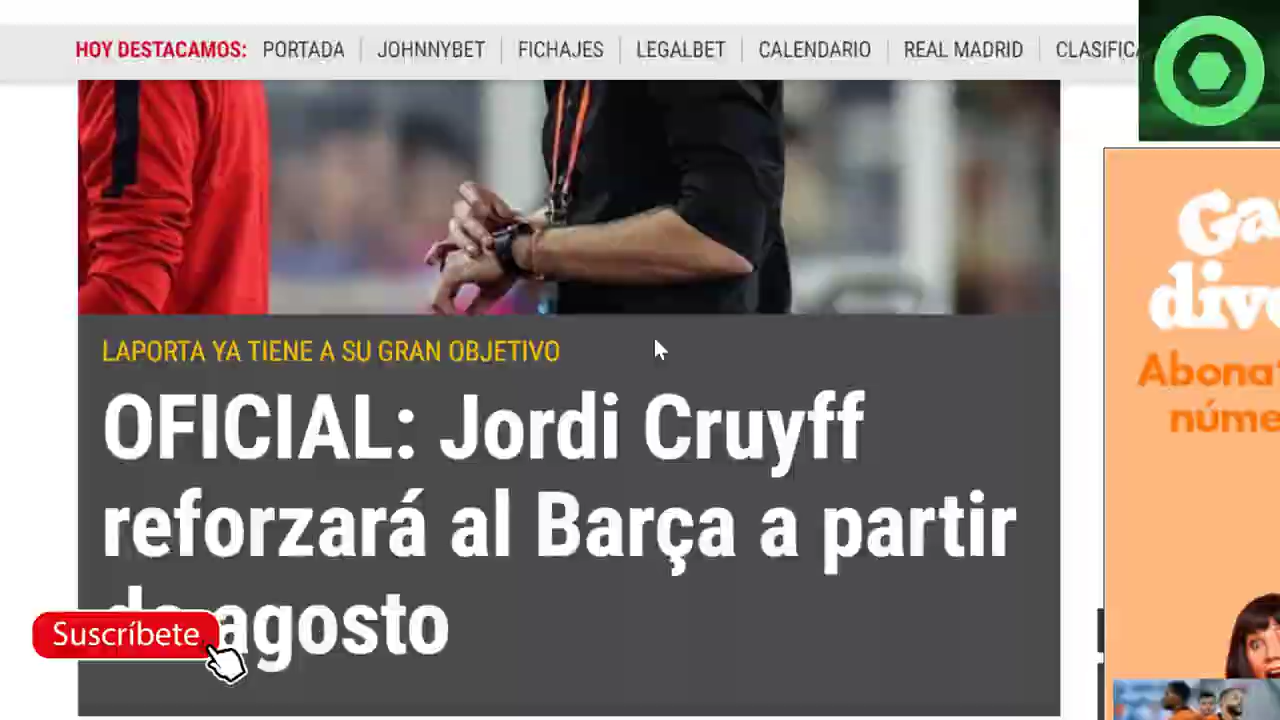 HOY DESTACAMOS: PORTADA JOHNNYBET FICHAJES LEGALBET CALENDARIO REAL MADRID
LAPORTA YA TIENE A SU GRAN OBJETIVO
OFICIAL: Jordi Cruyff
reforzará al Barça a partir
de agosto
Suscríbete